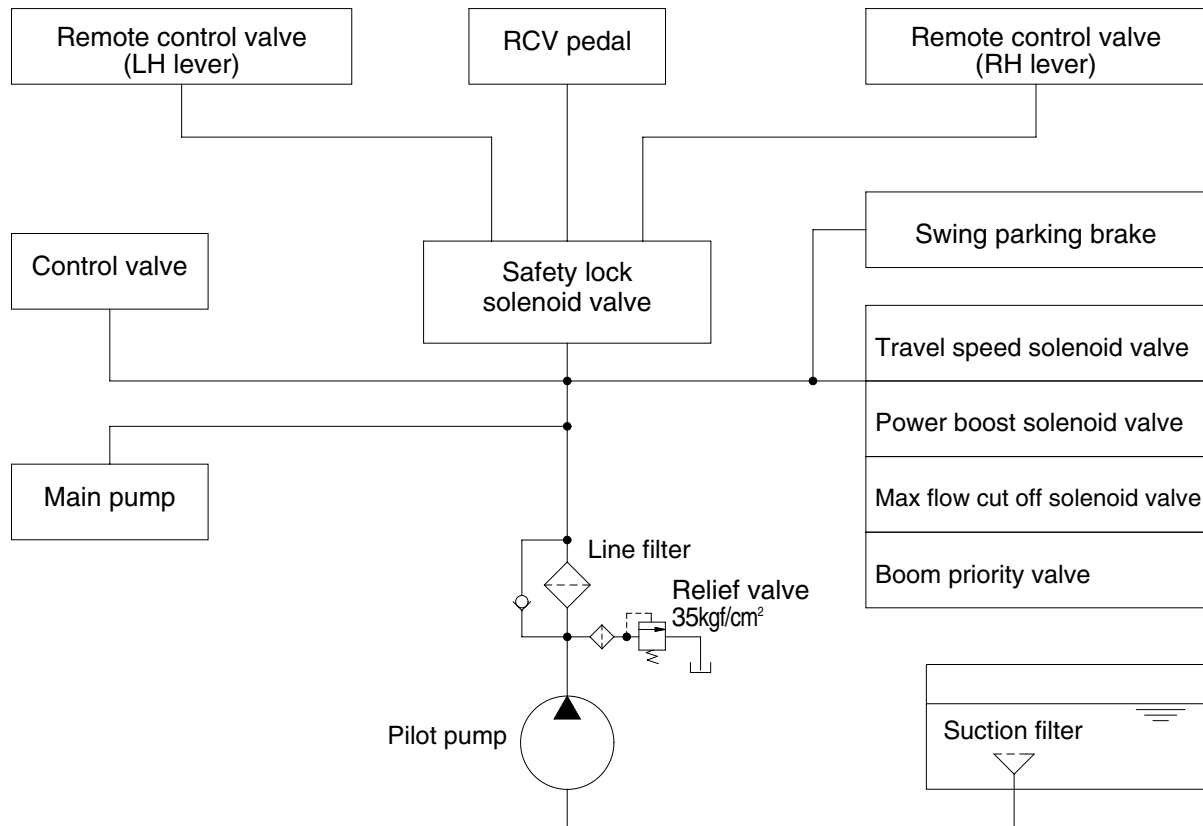 Remote control valve
(LH lever)
RCV pedal
Remote control valve
(RH lever)
Control valve
Safety lock
solenoid valve
Swing parking brake
Travel speed solenoid valve
Power boost solenoid valve
Main pump
Max flow cut off solenoid valve
Line filter
Boom priority valve
Relief valve
35kgf/cm²
Pilot pump
Suction filter